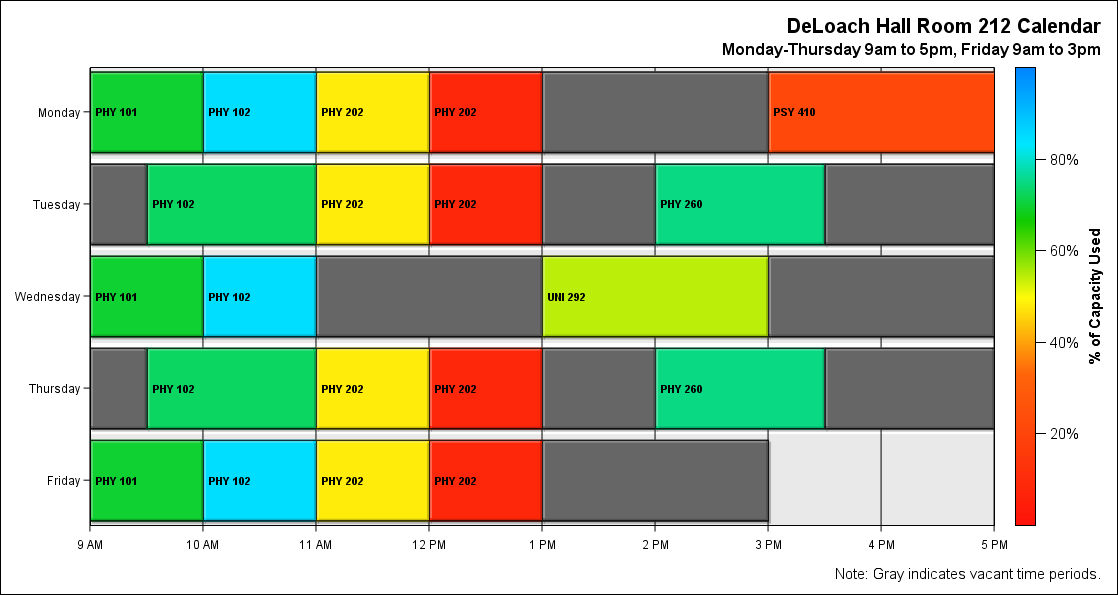 DeLoach Hall Room 212 Calendar
Monday-Thursday 9am to 5pm, Friday 9am to 3pm
Monday
PHY 101
PHY 102
PHY 202
PHY 202
PSY 410
Tuesday
PHY 102
PHY 202
PHY 202
PHY 260
Wednesday
PHY 101
PHY 102
UNI 292
Thursday
PHY 102
PHY 202
PHY 202
PHY 260
Friday
PHY 101
PHY 102
PHY 202
PHY 202
9 AM
10 AM
11 AM
12 PM
1 PM
2 PM
3 PM
4 PM
5 PM
80%
60%
40%
20%
% of Capacity Used
Note: Gray indicates vacant time periods.